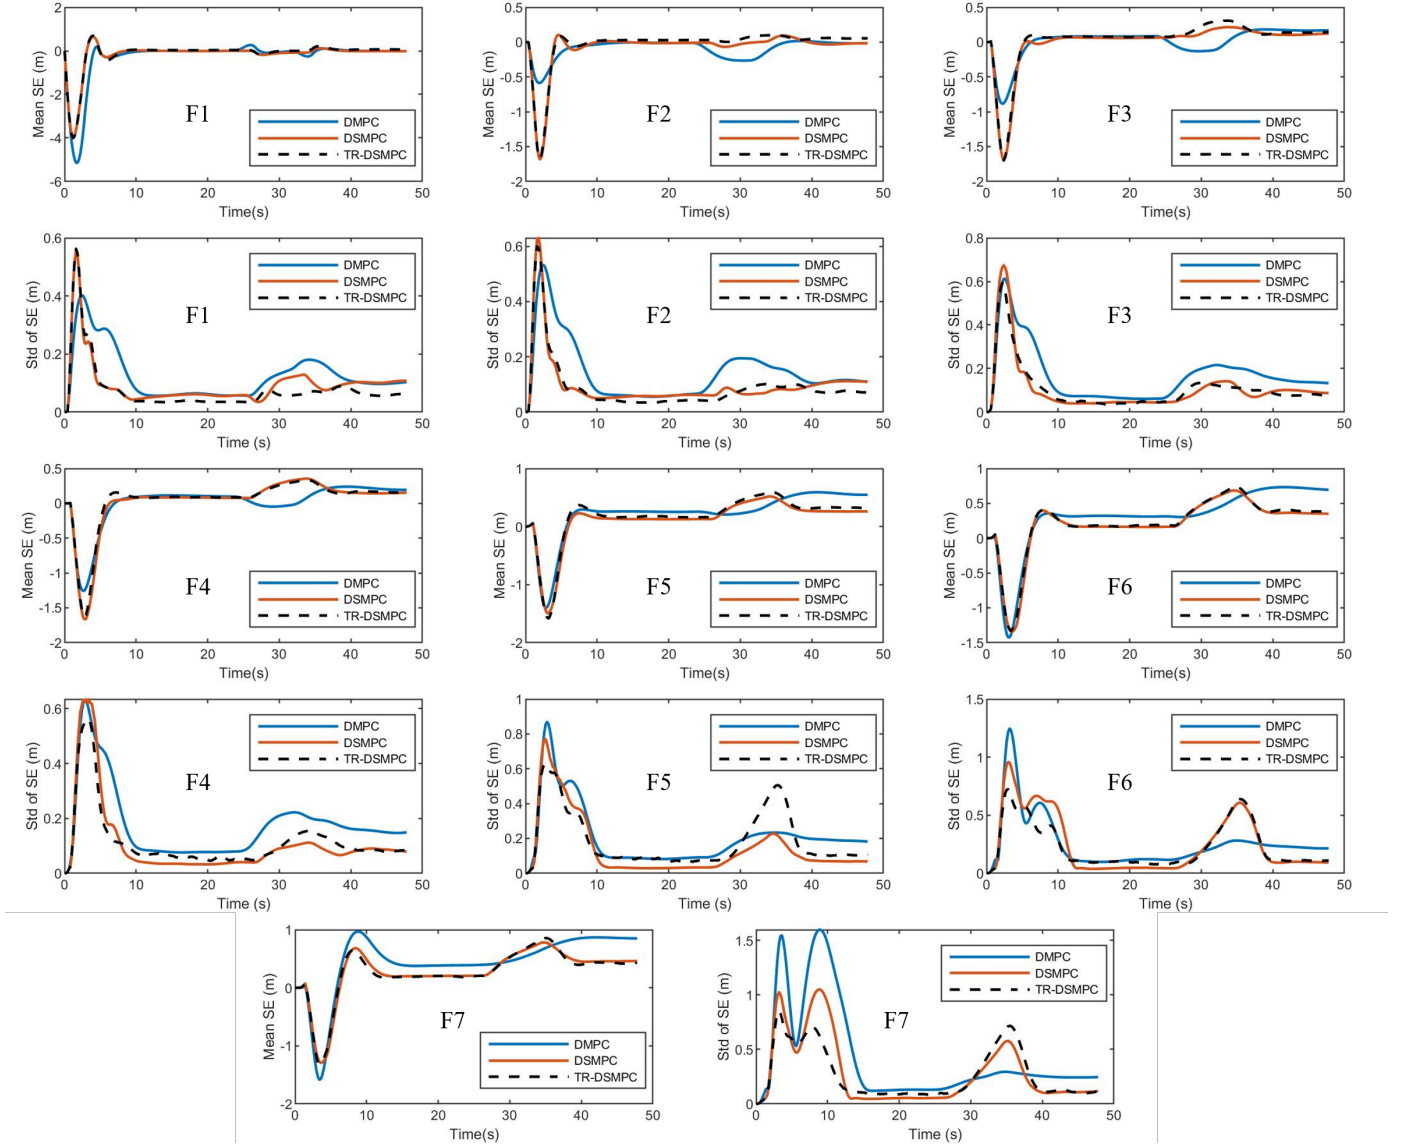 2
0
-2
-4
-6
Mean SE (m)
F1
DMPC
DSMPC
TR-DSMPC
0 10 20 30 40 50
Time(s)
0.5
0
-0.5
-1
-1.5
-2
Mean SE (m)
F2
DMPC
DSMPC
TR-DSMPC
0 10 20 30 40 50
Time(s)
0.5
0
-0.5
-1
-1.5
-2
Mean SE (m)
F3
DMPC
DSMPC
TR-DSMPC
0 10 20 30 40 50
Time(s)
0.6
0.4
0.2
0
Std of SE (m)
F1
DMPC
DSMPC
TR-DSMPC
0 10 20 30 40 50
Time (s)
0.6
0.4
0.2
0
Std of SE (m)
F2
DMPC
DSMPC
TR-DSMPC
0 10 20 30 40 50
Time (s)
0.8
0.6
0.4
0.2
0
Std of SE (m)
F3
DMPC
DSMPC
TR-DSMPC
0 10 20 30 40 50
Time (s)
0.5
0
-0.5
-1
-1.5
-2
Mean SE (m)
F4
DMPC
DSMPC
TR-DSMPC
0 10 20 30 40 50
Time(s)
1
0
-1
-2
Mean SE (m)
F5
DMPC
DSMPC
TR-DSMPC
0 10 20 30 40 50
Time(s)
1
0.5
0
-0.5
-1
-1.5
Mean SE (m)
F6
DMPC
DSMPC
TR-DSMPC
0 10 20 30 40 50
Time(s)
0.6
0.4
0.2
0
Std of SE (m)
F4
DMPC
DSMPC
TR-DSMPC
0 10 20 30 40 50
Time (s)
1
0.8
0.6
0.4
0.2
0
Std of SE (m)
F5
DMPC
DSMPC
TR-DSMPC
0 10 20 30 40 50
Time (s)
1.5
1
0.5
0
Std of SE (m)
F6
DMPC
DSMPC
TR-DSMPC
0 10 20 30 40 50
Time (s)
1
0
-1
-2
Mean SE (m)
F7
DMPC
DSMPC
TR-DSMPC
0 10 20 30 40 50
Time(s)
1.5
1
0.5
0
Std of SE (m)
F7
DMPC
DSMPC
TR-DSMPC
0 10 20 30 40 50
Time (s)